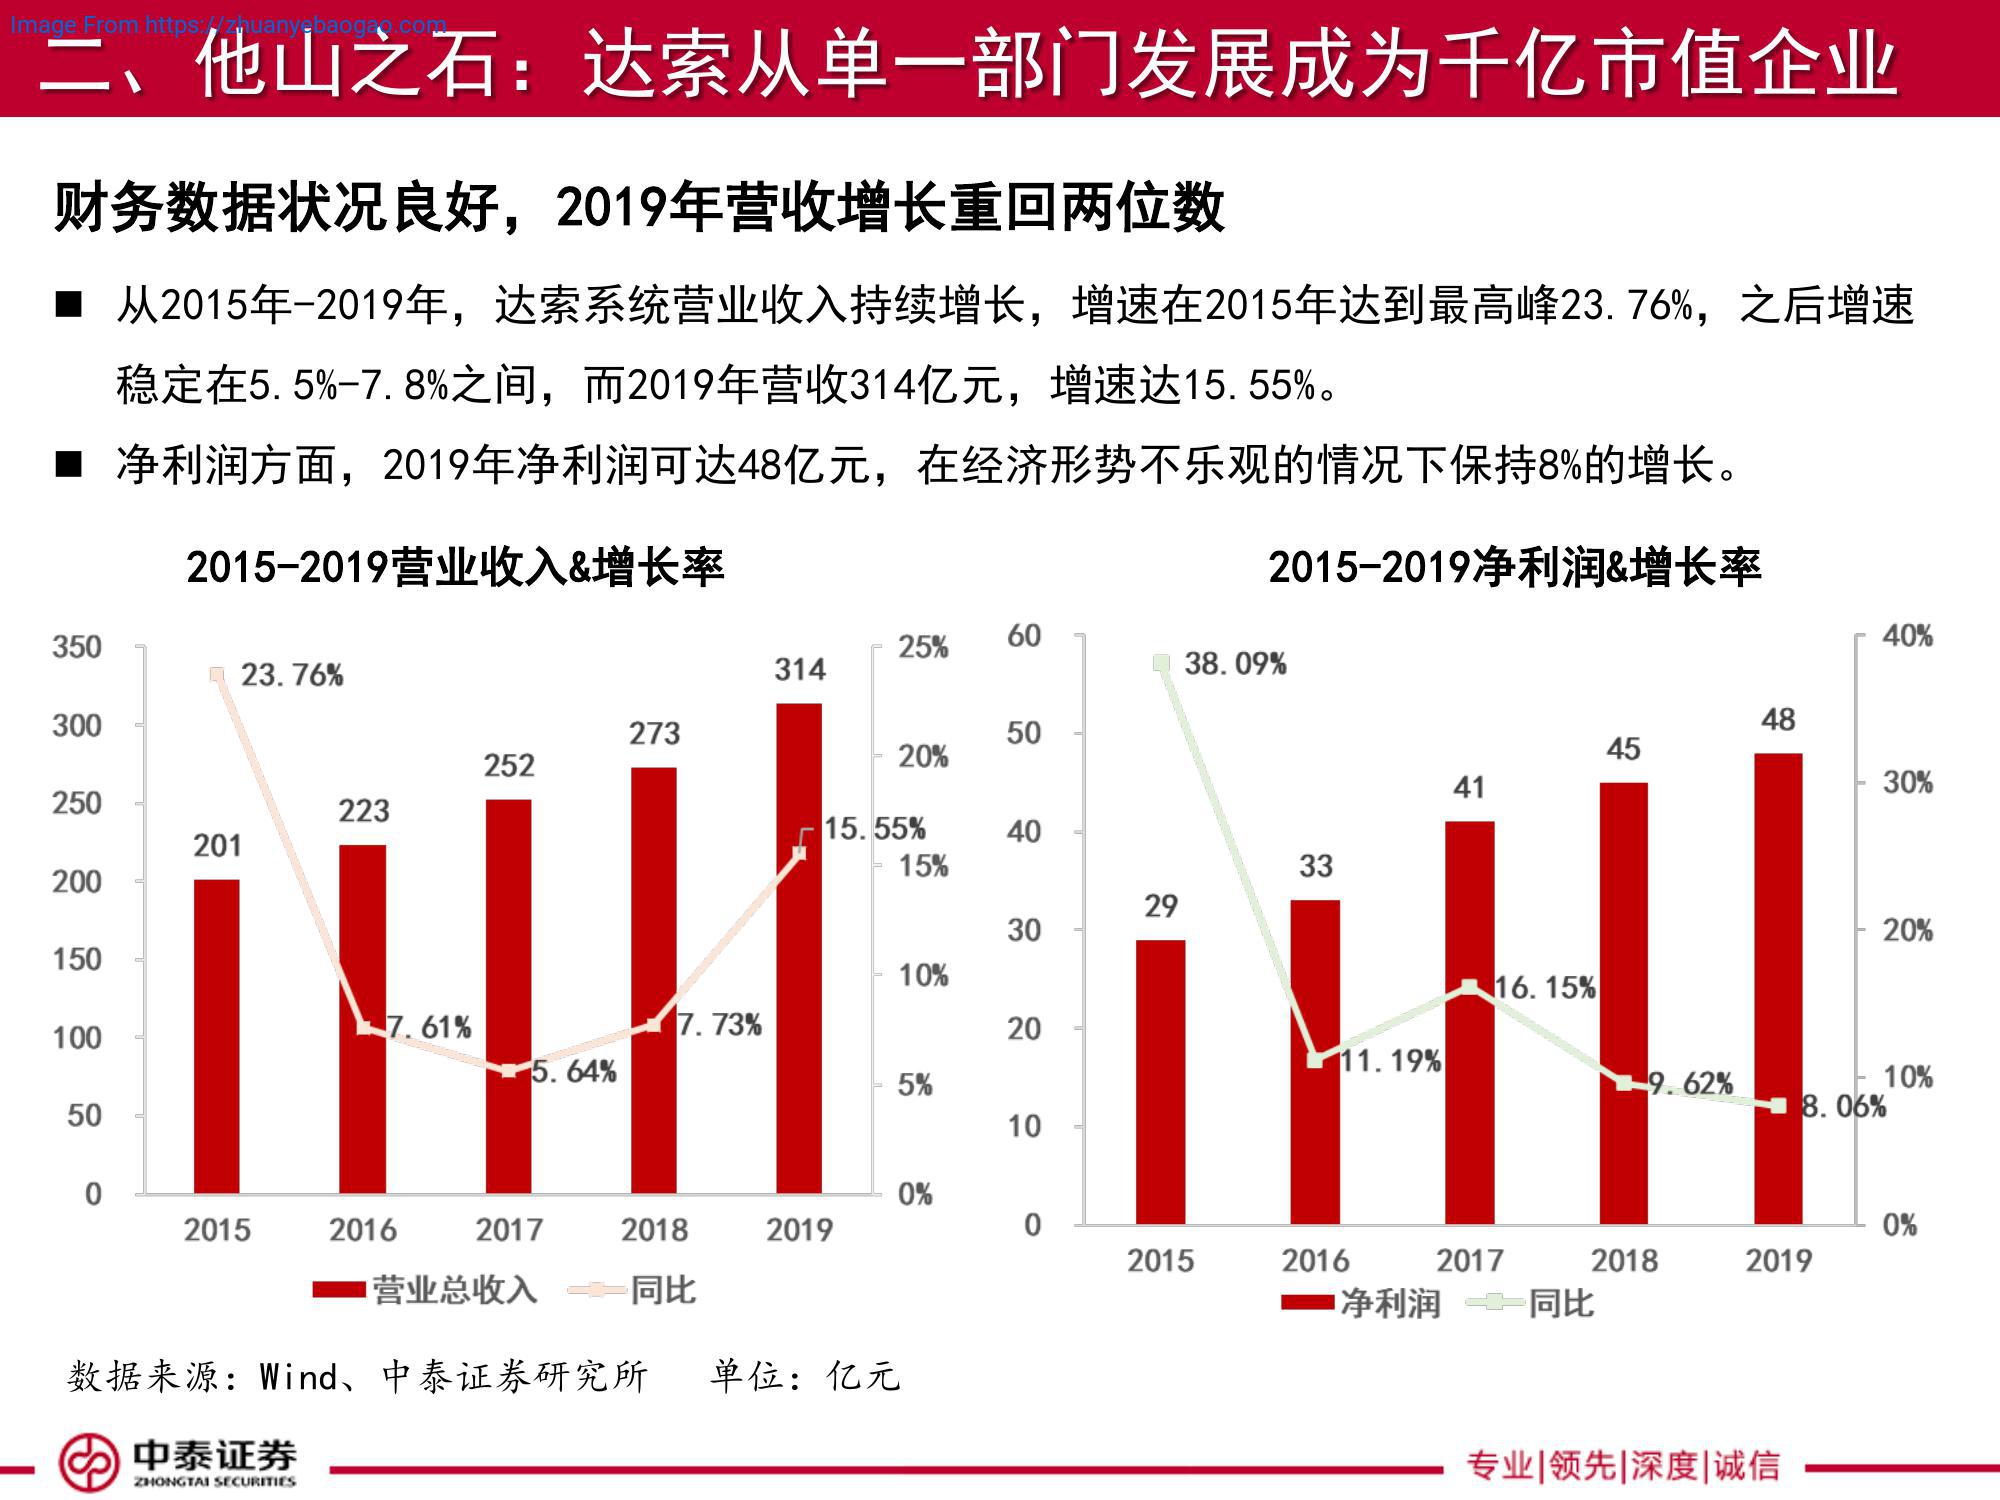 Image From https://zhuanyebaogao.com
二、他山之石：达索从单一部门发展成为千亿市值企业
财务数据状况良好，2019年营收增长重回两位数
■ 从2015年-2019年，达索系统营业收入持续增长，增速在2015年达到最高峰23.76%，之后增速
稳定在5.5%-7.8%之间，而2019年营收314亿元，增速达15.55%。
■ 净利润方面，2019年净利润可达48亿元，在经济形势不乐观的情况下保持8%的增长。
2015-2019营业收入&增长率
350
300
250
200
150
100
50
0
25%
20%
15%
10%
5%
0%
201
223
252
273
314
23.76%
7.61%
5.64%
7.73%
15.55%
2015 2016 2017 2018 2019
营业总收入 同比
2015-2019净利润&增长率
60
50
40
30
20
10
0
40%
30%
20%
10%
0%
29
33
41
45
48
38.09%
11.19%
16.15%
9.62%
8.06%
2015 2016 2017 2018 2019
净利润 同比
数据来源：Wind、中泰证券研究所 单位：亿元
中泰证券
ZHONGTAI SECURITIES
专业|领先|深度|诚信